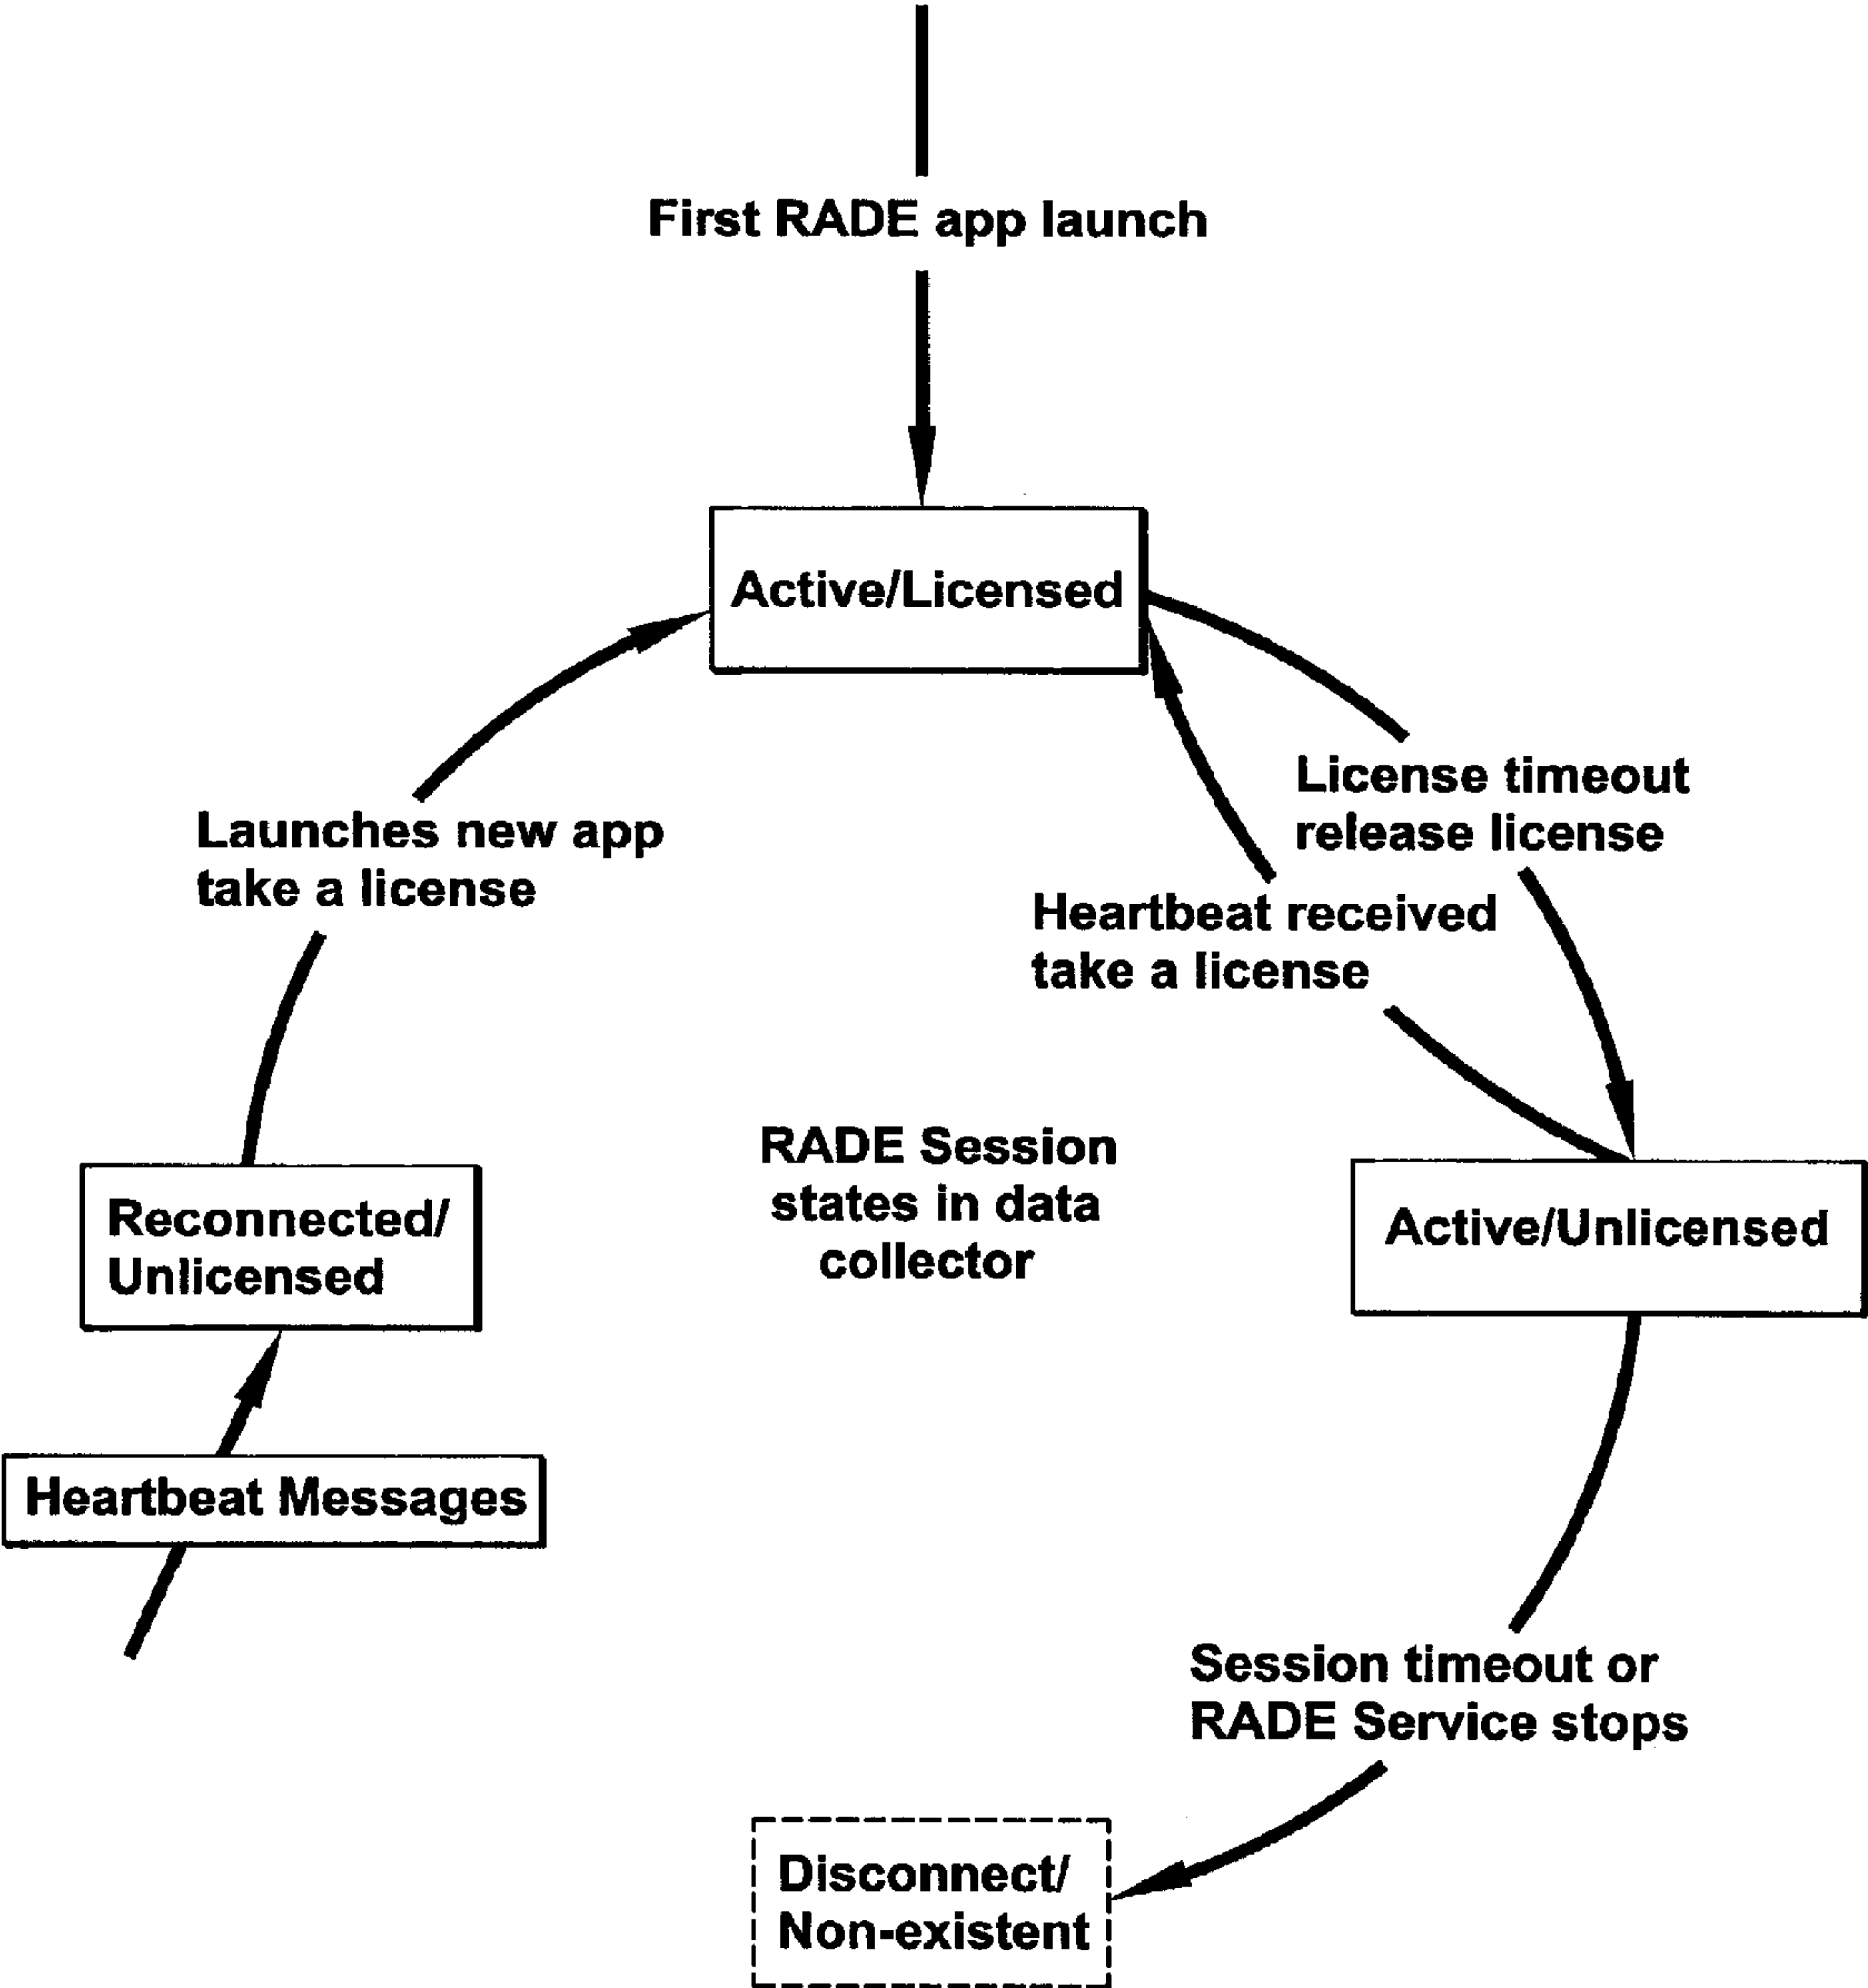 First RADE app launch
Active/Licensed
License timeout
release license
Launches new app
take a license
Heartbeat received
take a license
RADE Session
states in data
collector
Reconnected/
Unlicensed
Active/Unlicensed
Heartbeat Messages
Session timeout or
RADE Service stops
Disconnect/
Non-existent